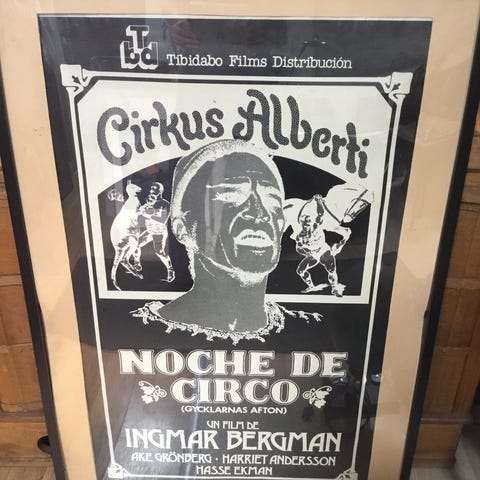 Tbd
Tibidabo Films Distribución
Cirkus Alberti
NOCHE DE
CIRCO
(GYCKLARNAS AFTON)
UN FILM DE
INGMAR BERGMAN
AKE GRÖNBERG · HARRIET ANDERSSON
HASSE EKMAN